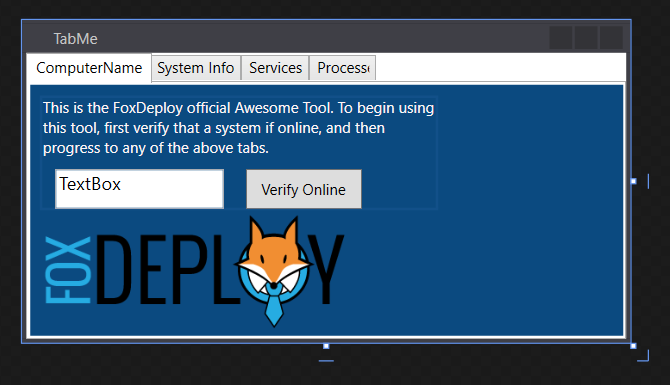 TabMe
ComputerName System Info Services Processe
This is the FoxDeploy official Awesome Tool. To begin using
this tool, first verify that a system if online, and then
progress to any of the above tabs.
TextBox Verify Online
FOX DEPLOY